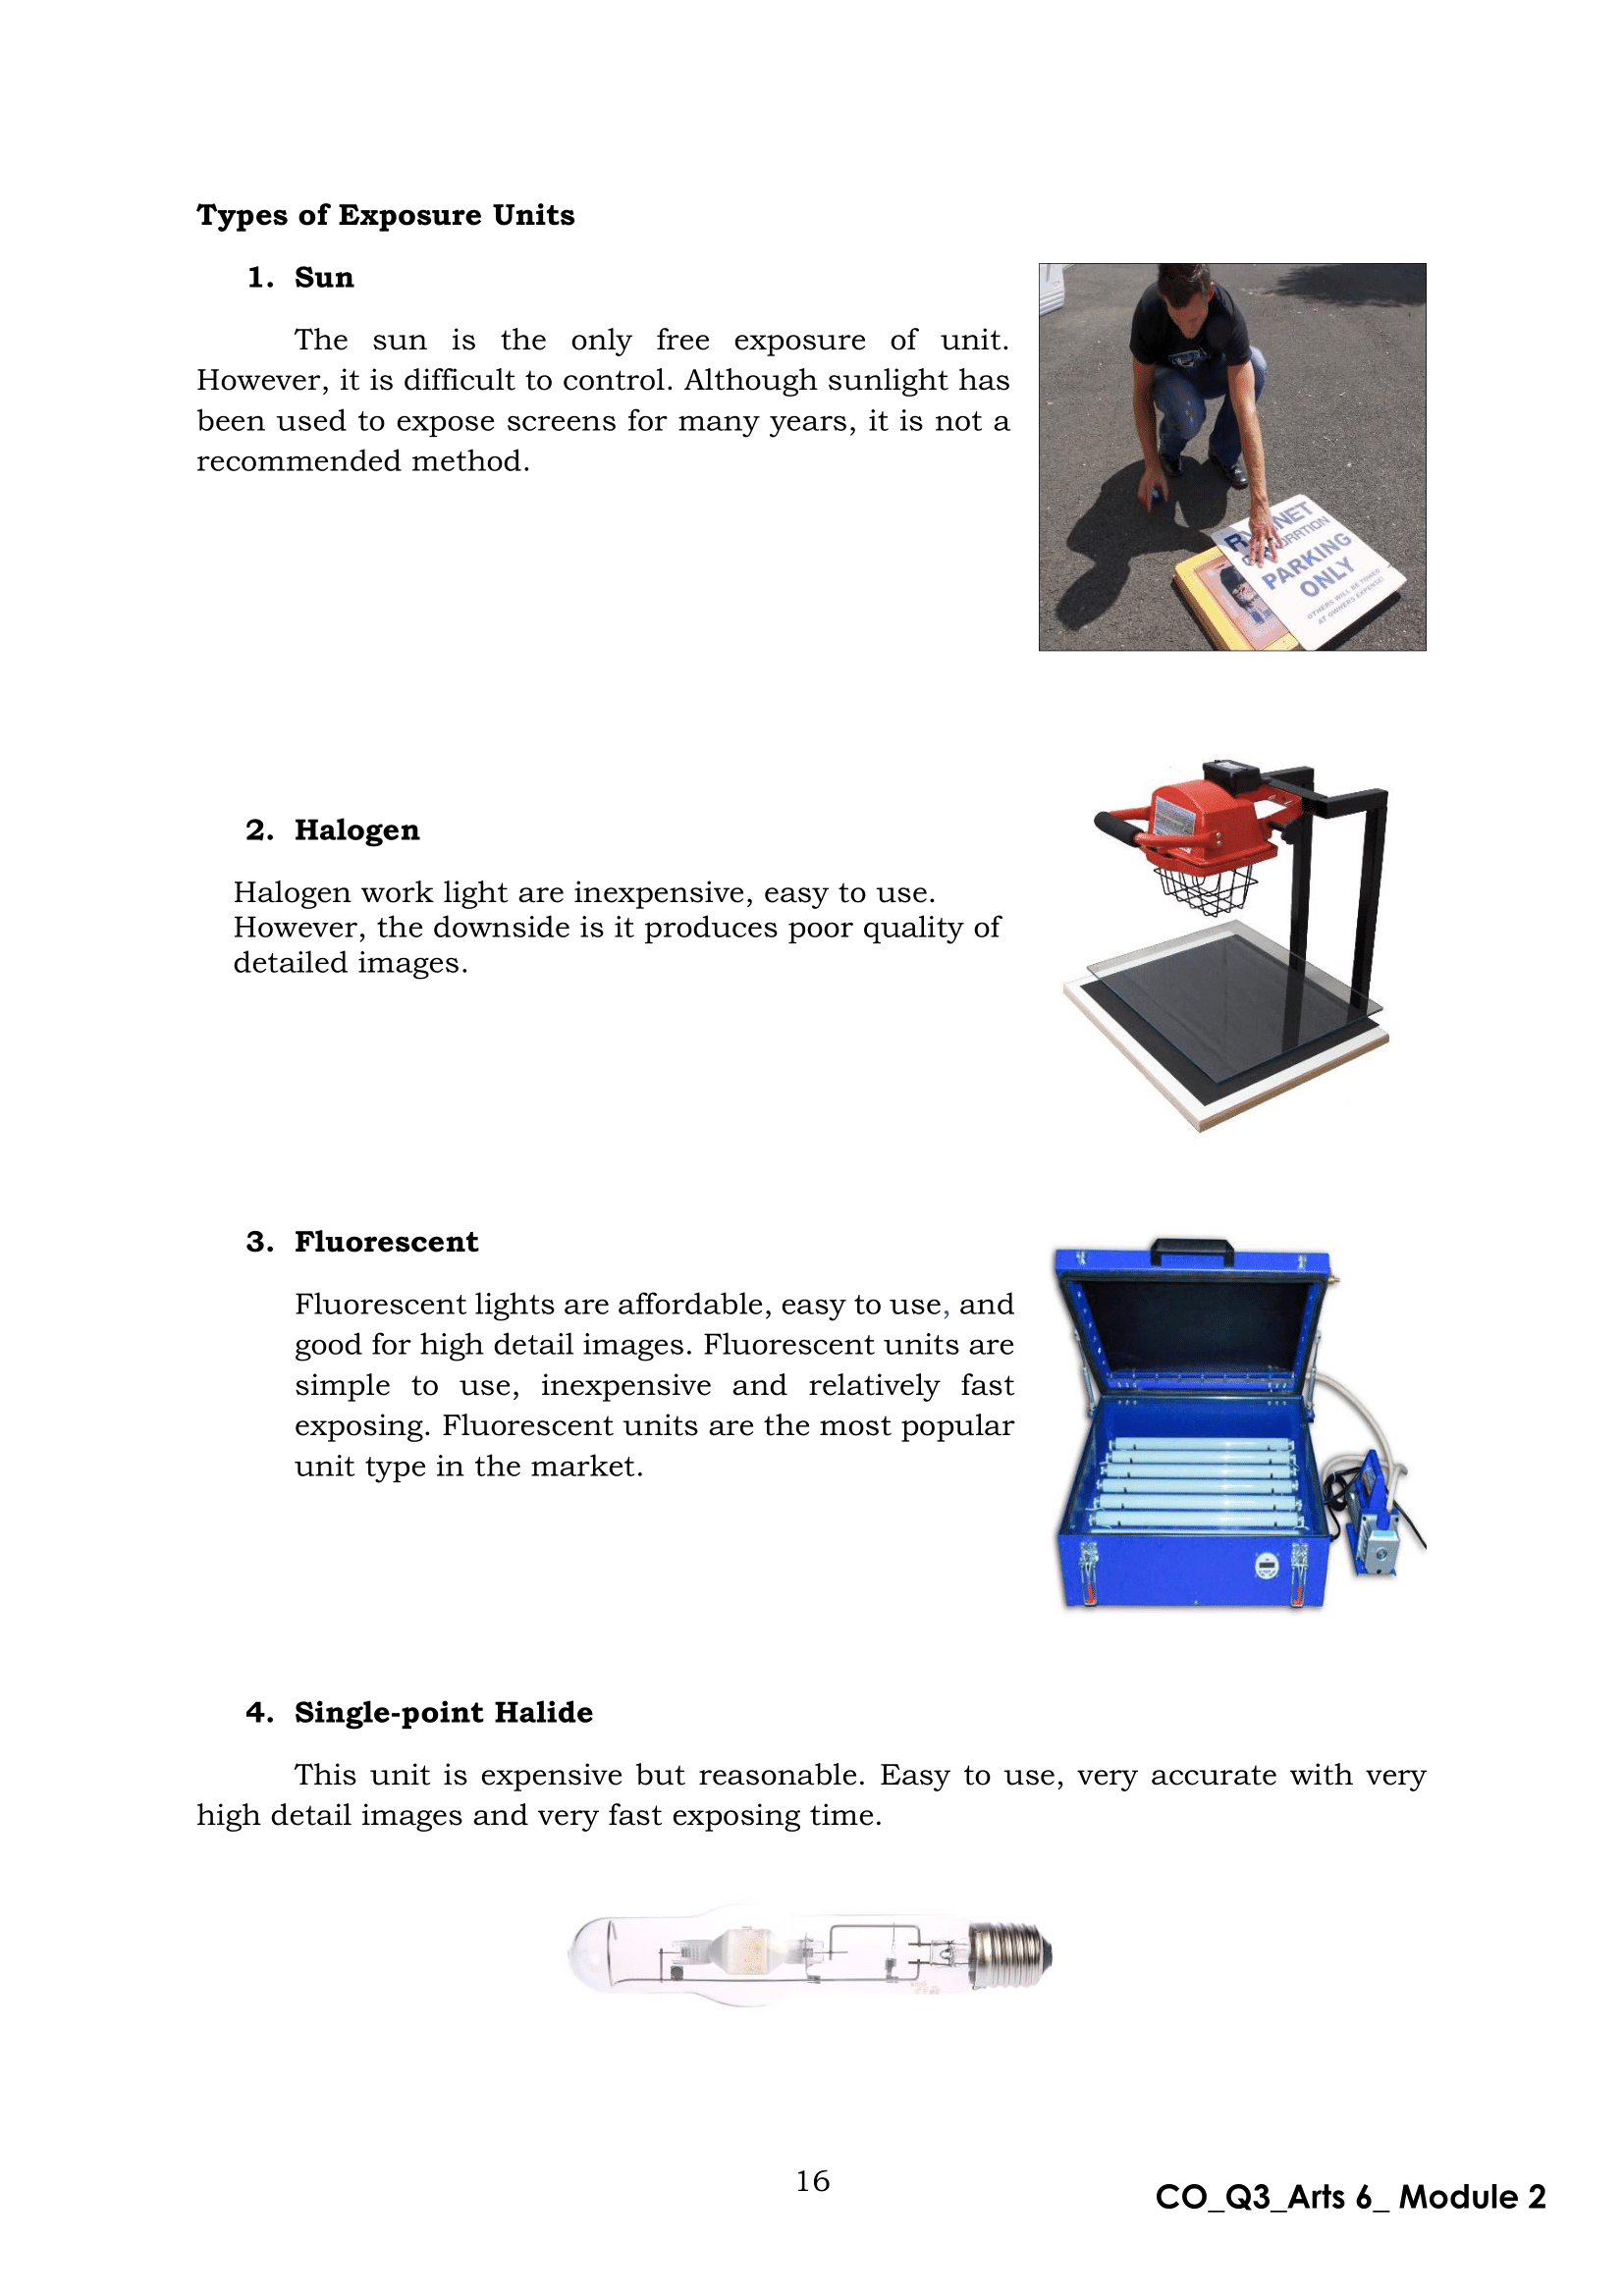 Types of Exposure Units
1. Sun
The sun is the only free exposure of unit.
However, it is difficult to control. Although sunlight has
been used to expose screens for many years, it is not a
recommended method.
PARKING
ONLY
OTHERS WILL BE TOWED
AT OWNERS EXPENSE!
2. Halogen
Halogen work light are inexpensive, easy to use.
However, the downside is it produces poor quality of
detailed images.
3. Fluorescent
Fluorescent lights are affordable, easy to use, and
good for high detail images. Fluorescent units are
simple to use, inexpensive and relatively fast
exposing. Fluorescent units are the most popular
unit type in the market.
4. Single-point Halide
This unit is expensive but reasonable. Easy to use, very accurate with very
high detail images and very fast exposing time.
16
CO_Q3_Arts 6_ Module 2